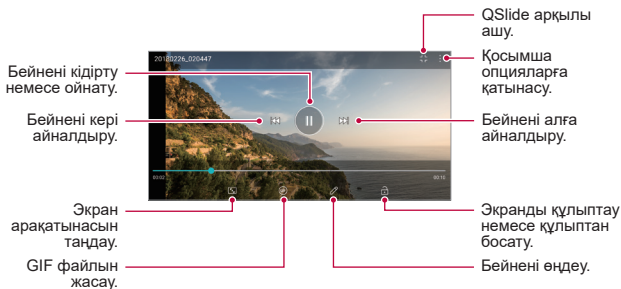 QSlide арқылы
ашу.
20180226_020447
Қосымша
опцияларға
қатынасу.
Бейнені кідірту
немесе ойнату.
Бейнені кері
айналдыру.
Бейнені алға
айналдыру.
00:02
00:10
Экран
арақатынасын
таңдау.
Экранды құлыптау
немесе құлыптан
босату.
GIF файлын
жасау.
Бейнені өңдеу.